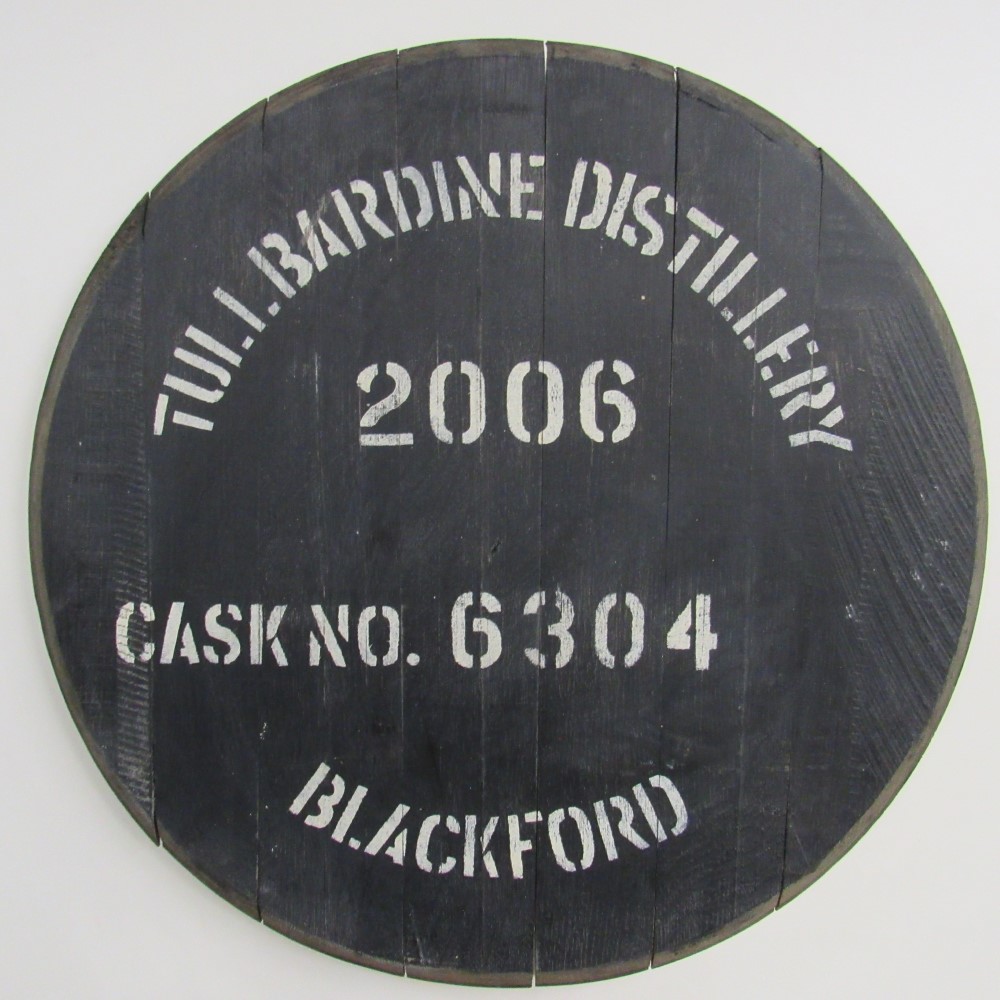 TULLIBARDINE DISTILLERY
2006
CASK NO. 6304
BLACKFORD